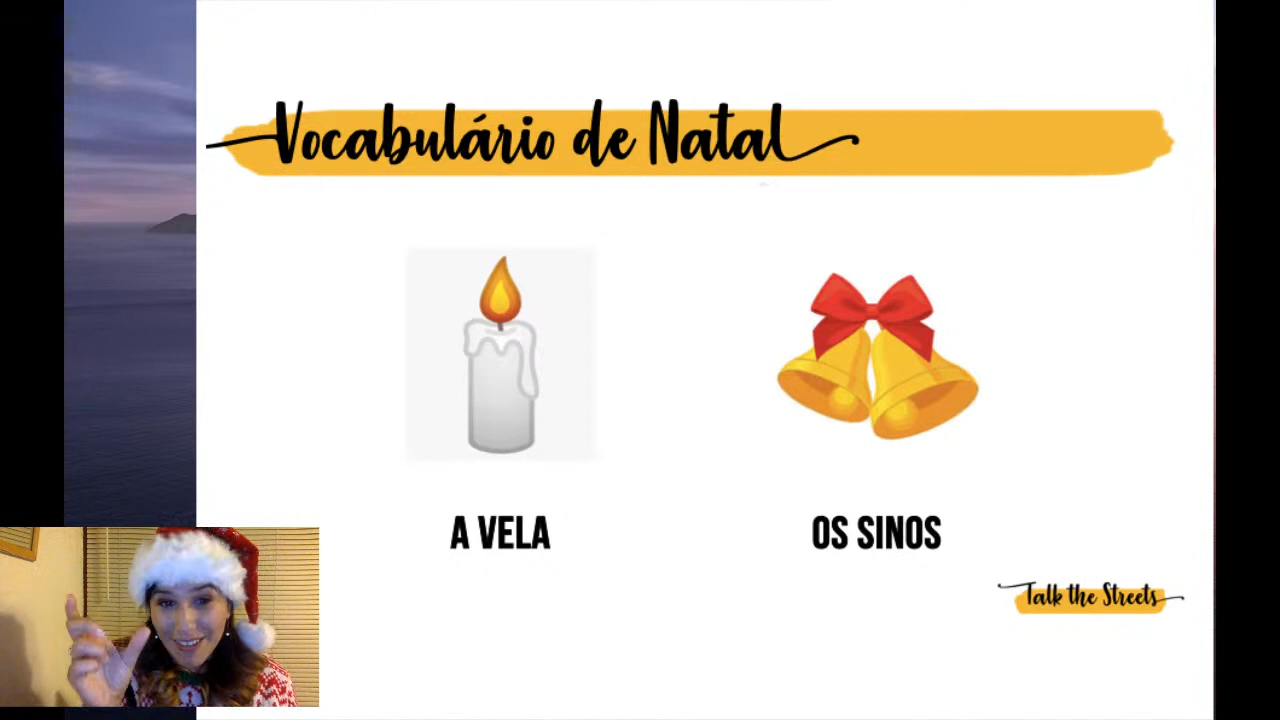 Vocabulário de Natal
A VELA
OS SINOS
Talk the Streets